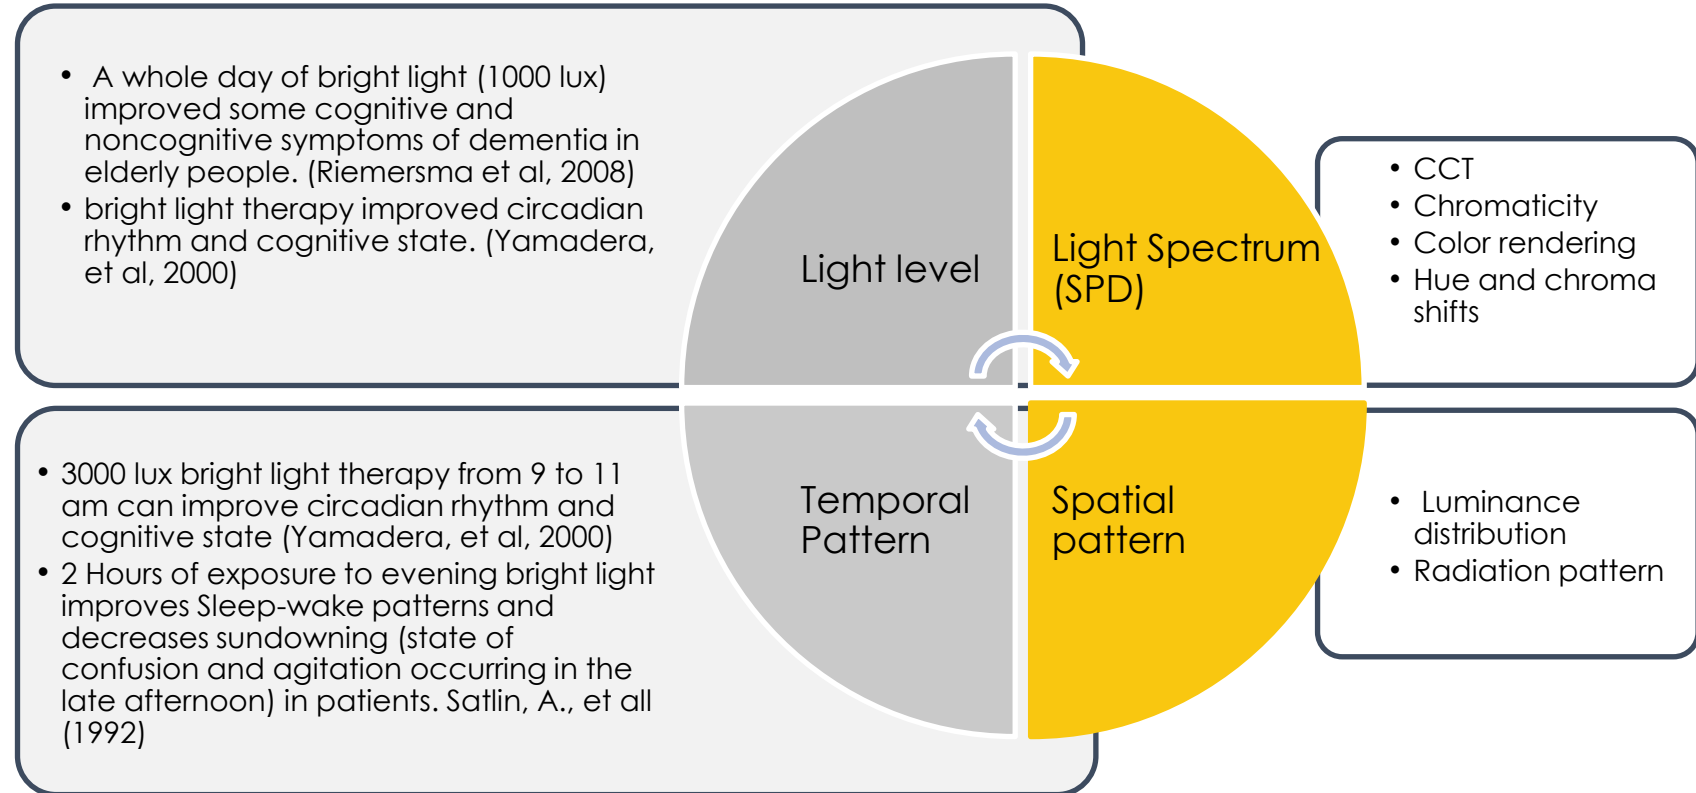 • A whole day of bright light (1000 lux)
improved some cognitive and
noncognitive symptoms of dementia in
elderly people. (Riemersma et al, 2008)
• bright light therapy improved circadian
rhythm and cognitive state. (Yamadera,
et al, 2000)
Light level
Light Spectrum
(SPD)
• CCT
• Chromaticity
• Color rendering
• Hue and chroma
shifts
• 3000 lux bright light therapy from 9 to 11
am can improve circadian rhythm and
cognitive state (Yamadera, et al, 2000)
• 2 Hours of exposure to evening bright light
improves Sleep-wake patterns and
decreases sundowning (state of
confusion and agitation occurring in the
late afternoon) in patients. Satlin, A., et all
(1992)
Temporal
Pattern
Spatial
pattern
• Luminance
distribution
• Radiation pattern